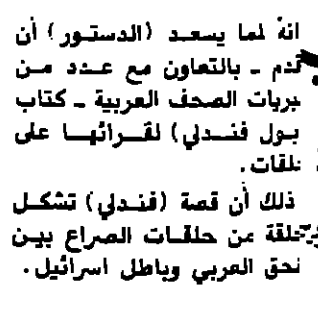 انه لما يسعد (الدستور) أن
تقدم ـ بالتعاون مع عدد من
كبريات الصحف العربية ـ كتاب
بول فندلي) لقرائها على
حلقات.
ذلك أن قصة (فندلي) تشكل
حلقة من حلقات الصراع بين
الحق العربي وباطل اسرائيل.